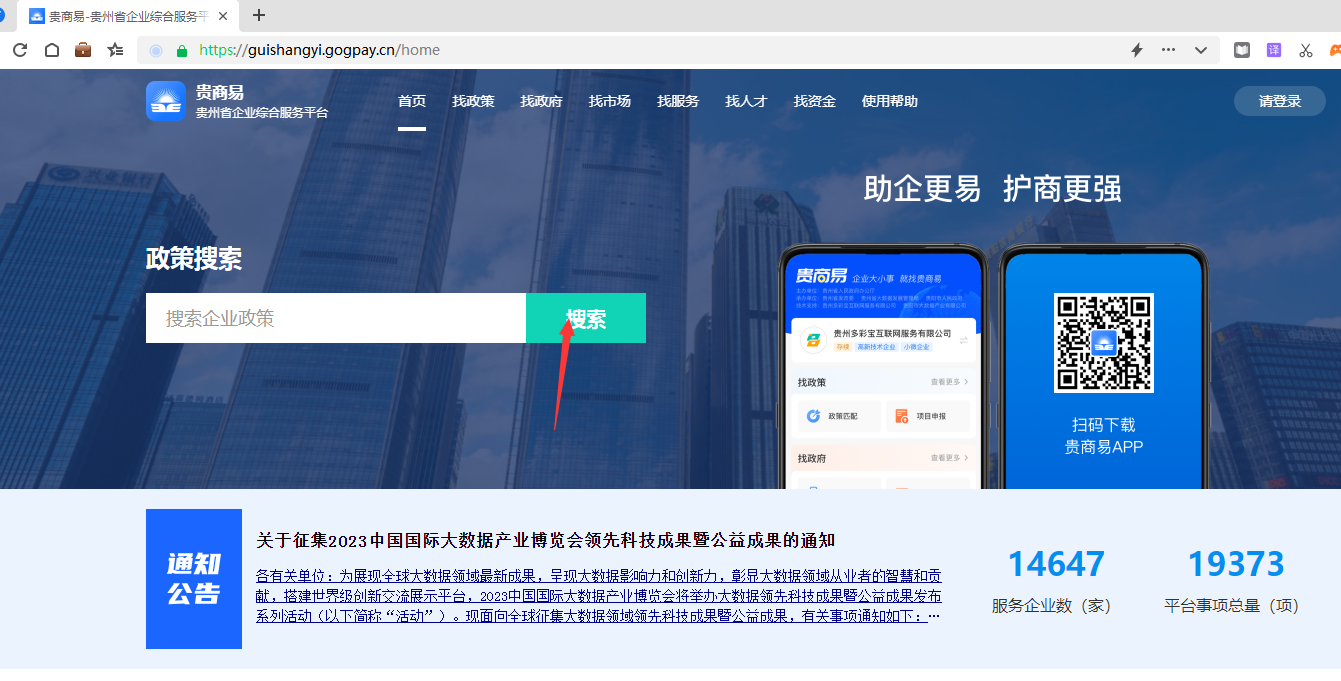 贵商易-贵州省企业综合服务平
https://guishangyi.gogpay.cn/home
译
贵商易
贵州省企业综合服务平台
首页 找政策 找政府 找市场 找服务 找人才 找资金 使用帮助
请登录
助企更易 护商更强
政策搜索
搜索企业政策
搜索
贵商易 企业大小事 就找贵商易
贵州多彩宝互联网服务有限公司
存续 高新技术企业 小微企业
找政策 查看更多
政策匹配 项目申报
找政府 查看更多
扫码下载
贵商易APP
通知
公告
关于征集2023中国国际大数据产业博览会领先科技成果暨公益成果的通知
各有关单位：为展现全球大数据领域最新成果，呈现大数据影响力和创新力，彰显大数据领域从业者的智慧和贡
献，搭建世界级创新交流展示平台，2023中国国际大数据产业博览会将举办大数据领先科技成果暨公益成果发布
系列活动（以下简称“活动”）。现面向全球征集大数据领域领先科技成果暨公益成果，有关事项通知如下：…
14647
服务企业数（家）
19373
平台事项总量（项）